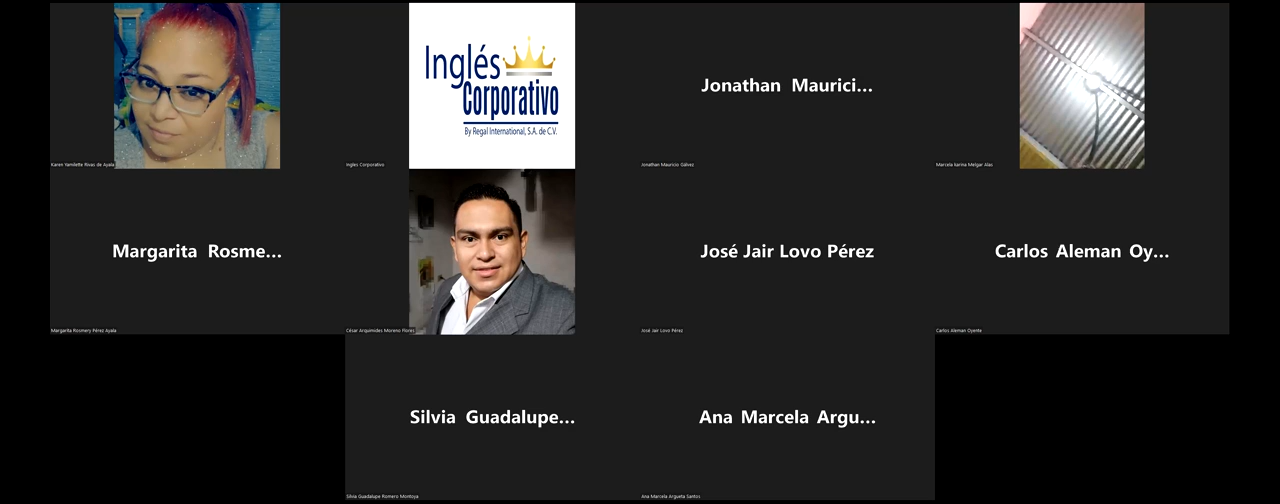 Inglés
Corporativo
By Regal International, S.A. de C.V.
Jonathan Maurici...
Karen Yamilette Rivas de Ayala
Ingles Corporativo
Jonathan Mauricio Gálvez
Marcela karina Melgar Alas
Margarita Rosme...
José Jair Lovo Pérez
Carlos Aleman Oy...
Margarita Rosmery Pérez Ayala
César Arquimides Moreno Flores
José Jair Lovo Pérez
Carlos Aleman Oyente
Silvia Guadalupe...
Ana Marcela Argu...
Silvia Guadalupe Romero Montoya
Ana Marcela Argueta Santos